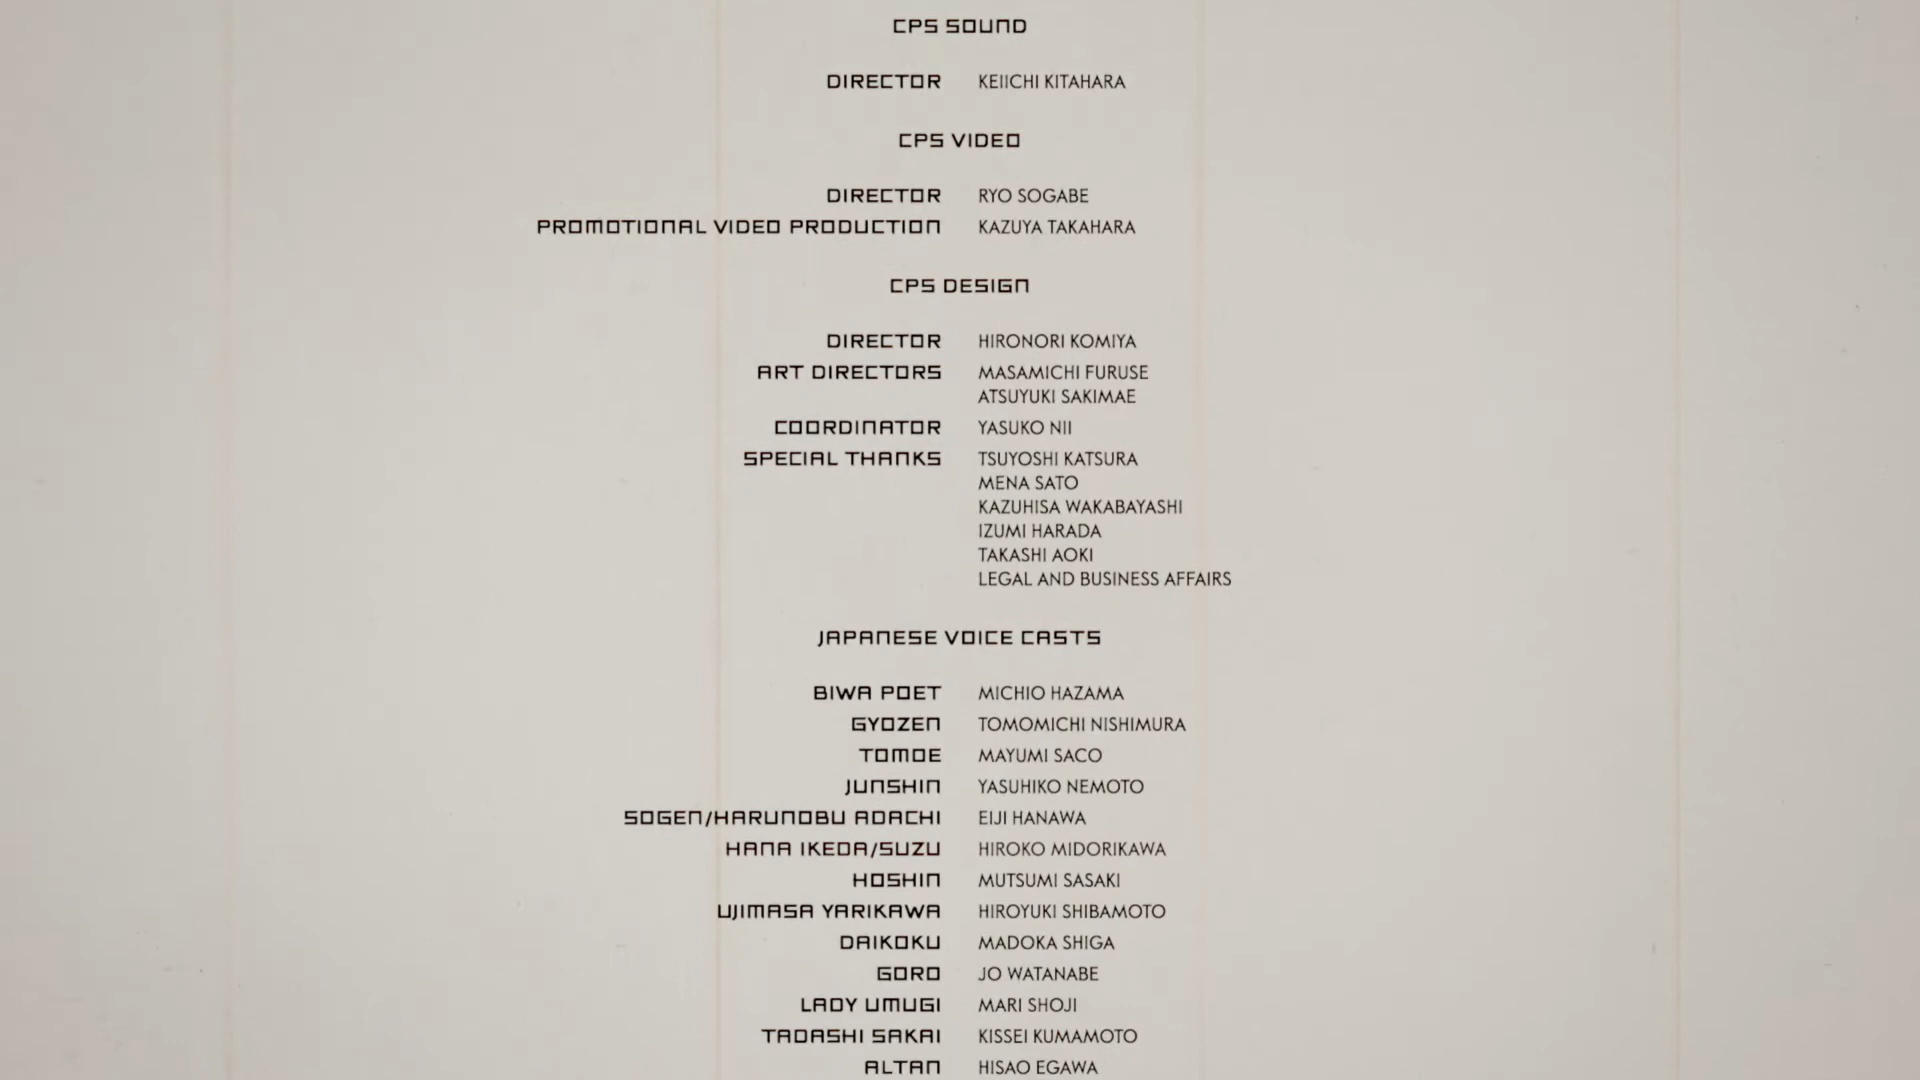 CPS SOUND
DIRECTOR KEIICHI KITAHARA
CPS VIDEO
DIRECTOR RYO SOGABE
PROMOTIONAL VIDEO PRODUCTION KAZUYA TAKAHARA
CPS DESIGN
DIRECTOR HIRONORI KOMIYA
ART DIRECTORS MASAMICHI FURUSE
ATSUYUKI SAKIMAE
COORDINATOR YASUKO NII
SPECIAL THANKS TSUYOSHI KATSURA
MENA SATO
KAZUHISA WAKABAYASHI
IZUMI HARADA
TAKASHI AOKI
LEGAL AND BUSINESS AFFAIRS
JAPANESE VOICE CASTS
BIWA POET MICHIO HAZAMA
GYOZEN TOMOMICHI NISHIMURA
TOMOE MAYUMI SACO
JUNSHIN YASUHIKO NEMOTO
SOGEN/HARUNOBU ADACHI EIJI HANAWA
HANA IKEDA/SUZU HIROKO MIDORIKAWA
HOSHIN MUTSUMI SASAKI
UJIMASA YARIKAWA HIROYUKI SHIBAMOTO
DAIKOKU MADOKA SHIGA
GORO JO WATANABE
LADY UMUGI MARI SHOJI
TADASHI SAKAI KISSEI KUMAMOTO
ALTAN HISAO EGAWA